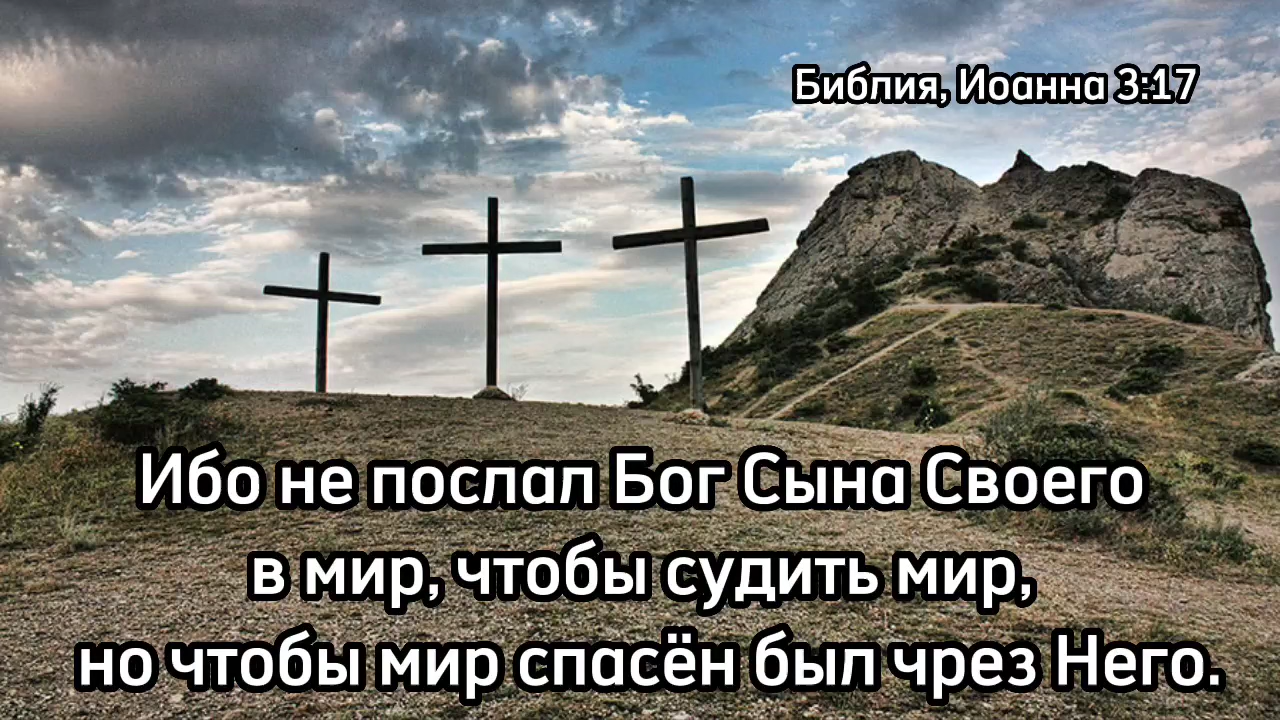 Библия, Иоанна 3:17
Ибо не послал Бог Сына Своего
в мир, чтобы судить мир,
но чтобы мир спасён был чрез Него.